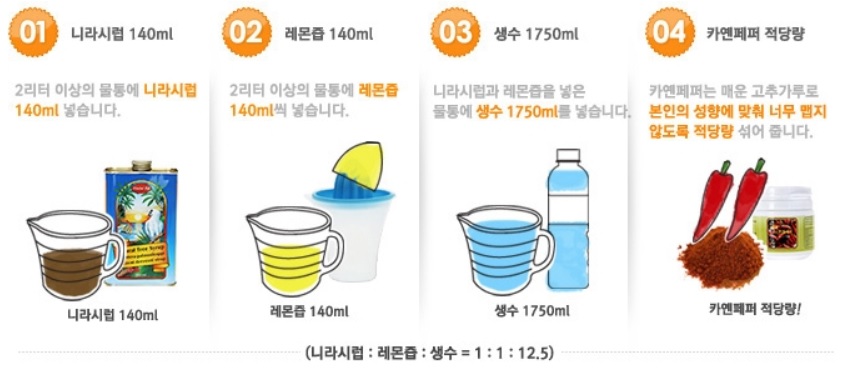 01 니라시럽 140ml
2리터 이상의 물통에 니라시럽
140ml 넣습니다.
니라시럽 140ml
02 레몬즙 140ml
2리터 이상의 물통에 레몬즙
140ml씩 넣습니다.
레몬즙 140ml
03 생수 1750ml
니라시럽과 레몬즙을 넣은
물통에 생수 1750ml를 넣습니다.
생수 1750ml
04 카옌페퍼 적당량
카옌페퍼는 매운 고추가루로
본인의 성향에 맞춰 너무 맵지
않도록 적당량 섞어 줍니다.
카옌페퍼 적당량!
(니라시럽 : 레몬즙 : 생수 = 1 : 1 : 12.5)